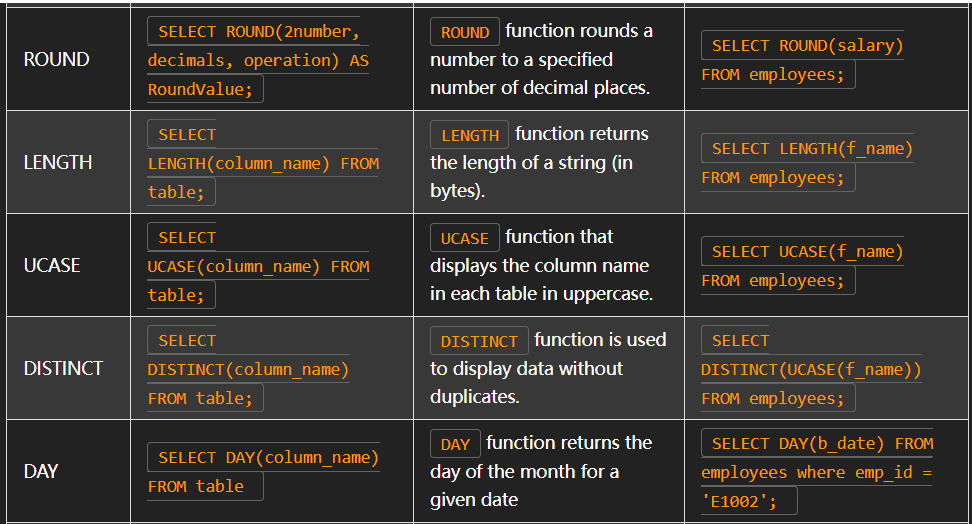 ROUND
SELECT ROUND(2number,
decimals, operation) AS
RoundValue;
ROUND function rounds a
number to a specified
number of decimal places.
SELECT ROUND(salary)
FROM employees;
LENGTH
SELECT
LENGTH(column_name) FROM
table;
LENGTH function returns
the length of a string (in
bytes).
SELECT LENGTH(f_name)
FROM employees;
UCASE
SELECT
UCASE(column_name) FROM
table;
UCASE function that
displays the column name
in each table in uppercase.
SELECT UCASE(f_name)
FROM employees;
DISTINCT
SELECT
DISTINCT(column_name)
FROM table;
DISTINCT function is used
to display data without
duplicates.
SELECT
DISTINCT(UCASE(f_name))
FROM employees;
DAY
SELECT DAY(column_name)
FROM table
DAY function returns the
day of the month for a
given date
SELECT DAY(b_date) FROM
employees where emp_id =
'E1002';